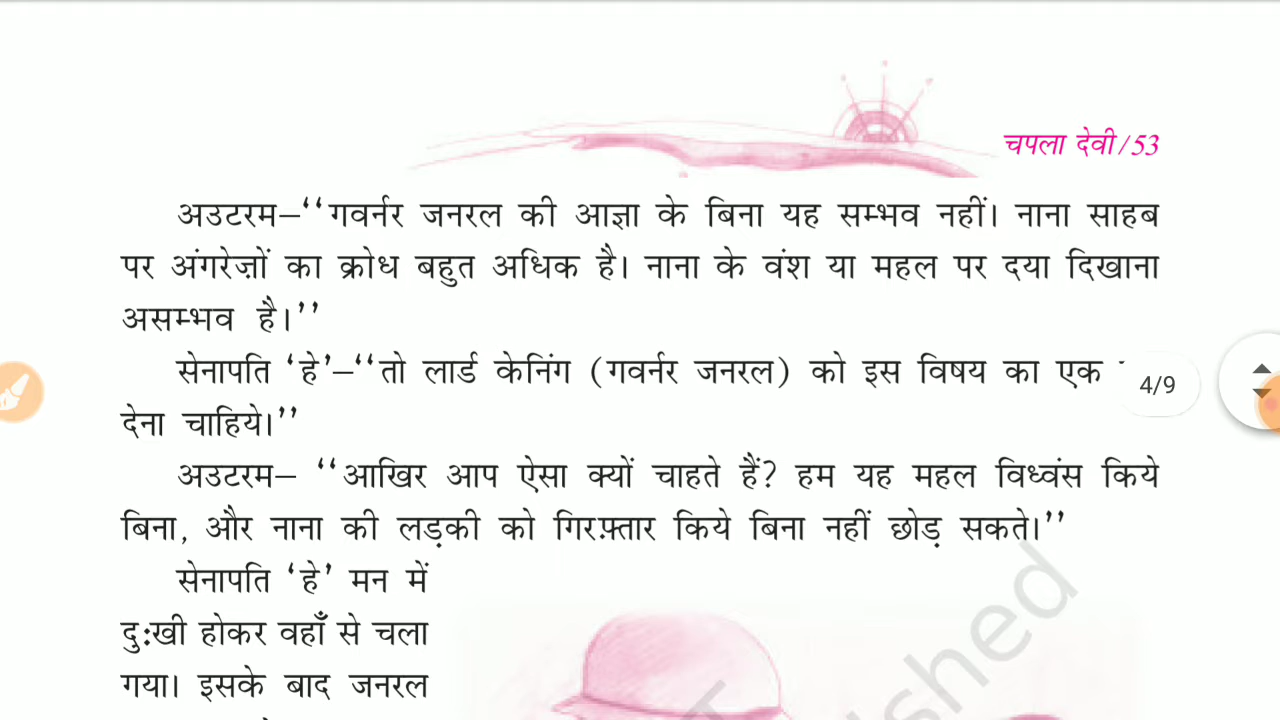 चपला देवी/53
अउटरम–‘‘गवर्नर जनरल की आज्ञा के बिना यह सम्भव नहीं। नाना साहब
पर अंगरेज़ों का क्रोध बहुत अधिक है। नाना के वंश या महल पर दया दिखाना
असम्भव है।’’
सेनापति ‘हे’–‘‘तो लार्ड केनिंग (गवर्नर जनरल) को इस विषय का एक
4/9
देना चाहिये।’’
अउटरम– ‘‘आखिर आप ऐसा क्यों चाहते हैं? हम यह महल विध्वंस किये
बिना, और नाना की लड़की को गिरफ़्तार किये बिना नहीं छोड़ सकते।’’
सेनापति ‘हे’ मन में
दुःखी होकर वहाँ से चला
गया। इसके बाद जनरल